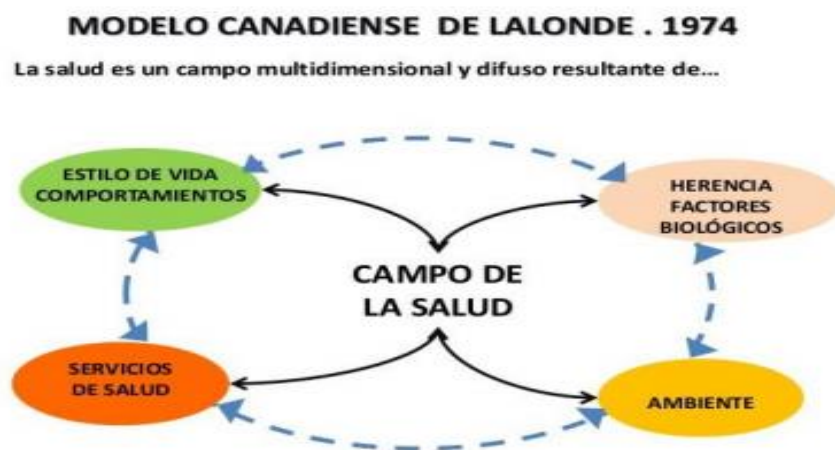 MODELO CANADIENSE DE LALONDE . 1974
La salud es un campo multidimensional y difuso resultante de...
ESTILO DE VIDA
COMPORTAMIENTOS
HERENCIA
FACTORES
BIOLÓGICOS
CAMPO DE
LA SALUD
SERVICIOS
DE SALUD
AMBIENTE